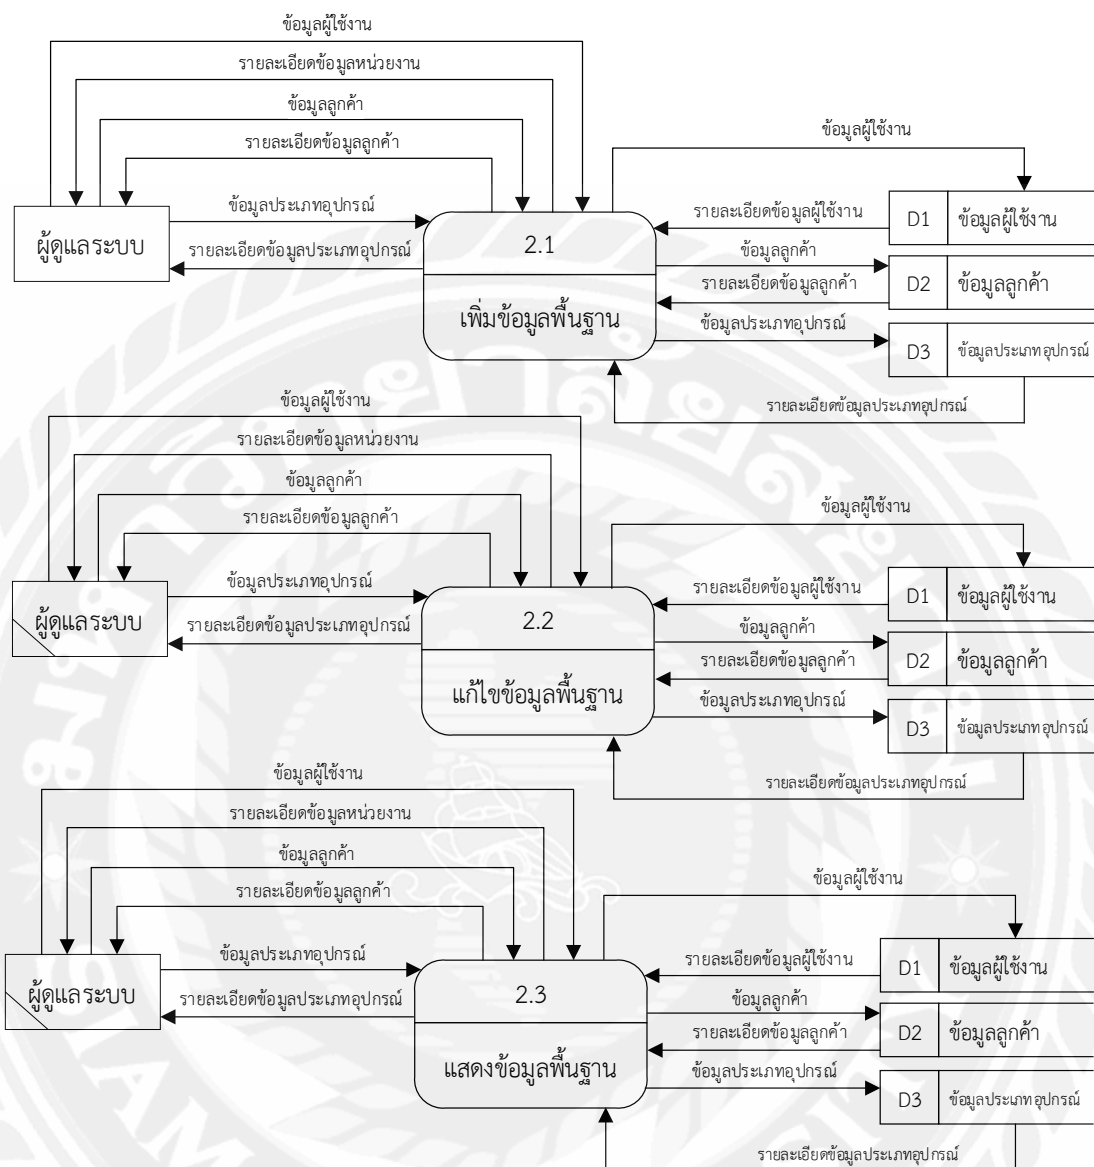 ข้อมูลผู้ใช้งาน
รายละเอียดข้อมูลหน่วยงาน
ข้อมูลลูกค้า
รายละเอียดข้อมูลลูกค้า
ข้อมูลผู้ใช้งาน
ข้อมูลประเภทอุปกรณ์
รายละเอียดข้อมูลผู้ใช้งาน
D1 ข้อมูลผู้ใช้งาน
ผู้ดูแลระบบ
รายละเอียดข้อมูลประเภทอุปกรณ์
2.1
ข้อมูลลูกค้า
รายละเอียดข้อมูลลูกค้า
D2 ข้อมูลลูกค้า
เพิ่มข้อมูลพื้นฐาน
ข้อมูลประเภทอุปกรณ์
D3 ข้อมูลประเภทอุปกรณ์
รายละเอียดข้อมูลประเภทอุปกรณ์
ข้อมูลผู้ใช้งาน
รายละเอียดข้อมูลหน่วยงาน
ข้อมูลลูกค้า
รายละเอียดข้อมูลลูกค้า
ข้อมูลผู้ใช้งาน
ข้อมูลประเภทอุปกรณ์
รายละเอียดข้อมูลผู้ใช้งาน
D1 ข้อมูลผู้ใช้งาน
ผู้ดูแลระบบ
รายละเอียดข้อมูลประเภทอุปกรณ์
2.2
ข้อมูลลูกค้า
รายละเอียดข้อมูลลูกค้า
D2 ข้อมูลลูกค้า
แก้ไขข้อมูลพื้นฐาน
ข้อมูลประเภทอุปกรณ์
D3 ข้อมูลประเภทอุปกรณ์
รายละเอียดข้อมูลประเภทอุปกรณ์
ข้อมูลผู้ใช้งาน
รายละเอียดข้อมูลหน่วยงาน
ข้อมูลลูกค้า
รายละเอียดข้อมูลลูกค้า
ข้อมูลผู้ใช้งาน
ข้อมูลประเภทอุปกรณ์
รายละเอียดข้อมูลผู้ใช้งาน
D1 ข้อมูลผู้ใช้งาน
ผู้ดูแลระบบ
รายละเอียดข้อมูลประเภทอุปกรณ์
2.3
ข้อมูลลูกค้า
รายละเอียดข้อมูลลูกค้า
D2 ข้อมูลลูกค้า
แสดงข้อมูลพื้นฐาน
ข้อมูลประเภทอุปกรณ์
D3 ข้อมูลประเภทอุปกรณ์
รายละเอียดข้อมูลประเภทอุปกรณ์
มหาวิทยาลัยสยาม